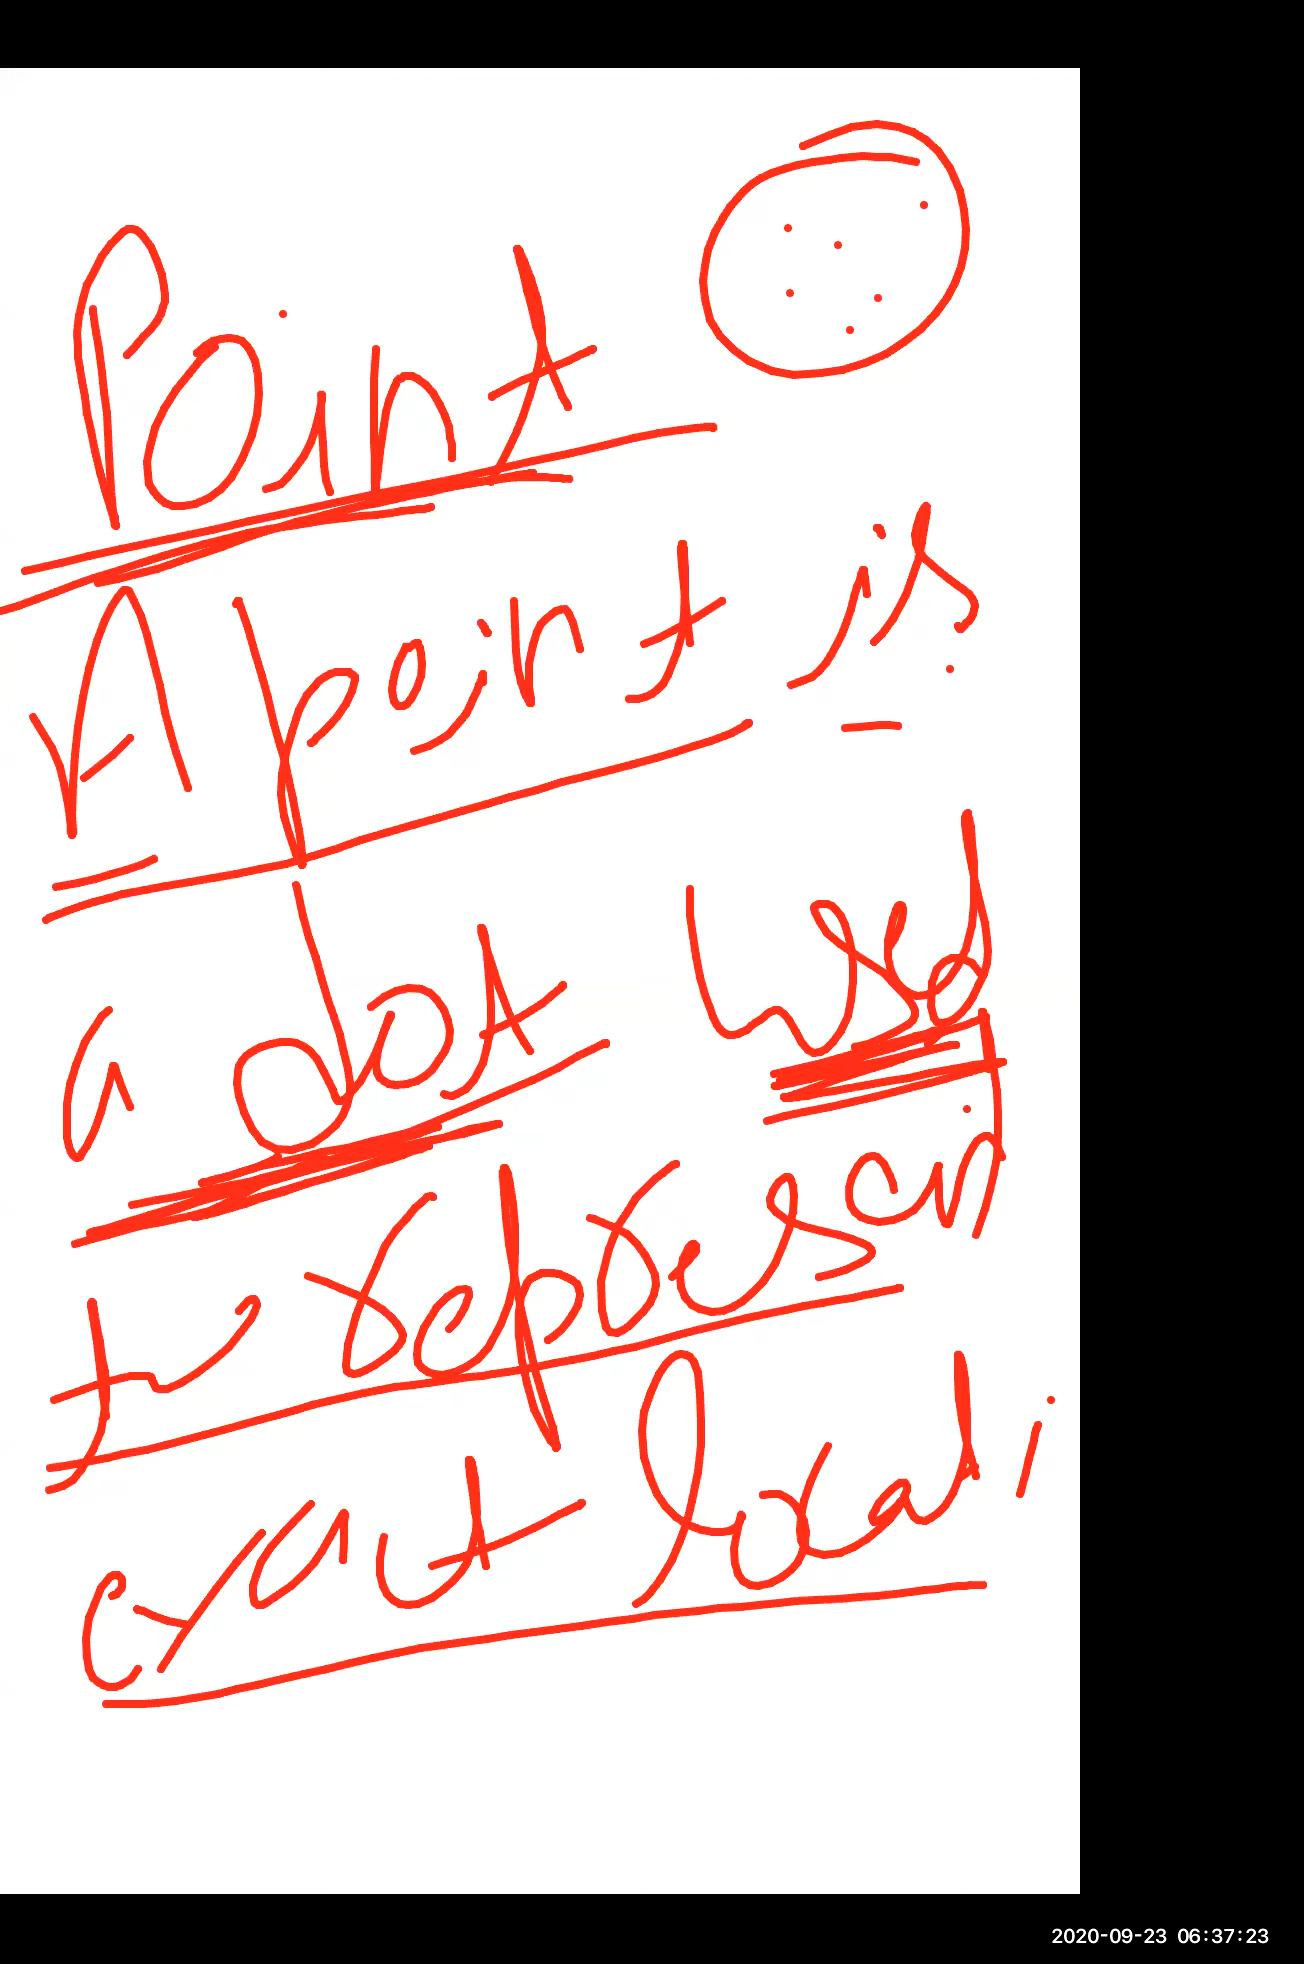 Point
A point is
a dot used
to represent
exact locati
2020-09-23 06:37:23